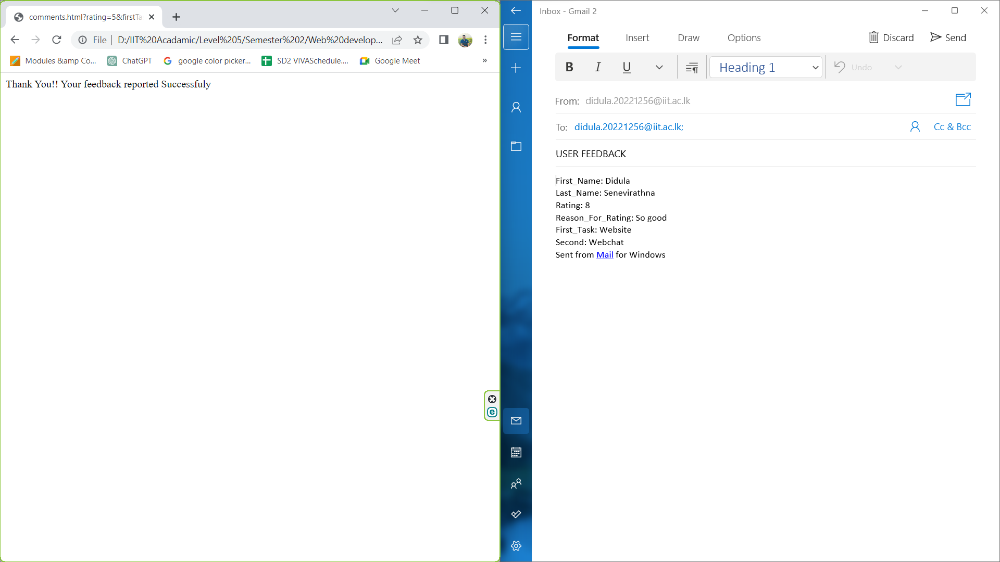 comments.html?rating=5&firstTa
File
D:/IIT%20Acadamic/Level%205/Semester%202/Web%20develop...
Modules &amp Co...
ChatGPT
google color picker...
SD2 VIVASchedule....
Google Meet
»
Thank You!! Your feedback reported Successfuly
Inbox - Gmail 2
Format Insert Draw Options Discard Send
B I U Heading 1 Undo
From: didula.20221256@iit.ac.lk
To: didula.20221256@iit.ac.lk; Cc & Bcc
USER FEEDBACK
First_Name: Didula
Last_Name: Senevirathna
Rating: 8
Reason_For_Rating: So good
First_Task: Website
Second: Webchat
Sent from Mail for Windows